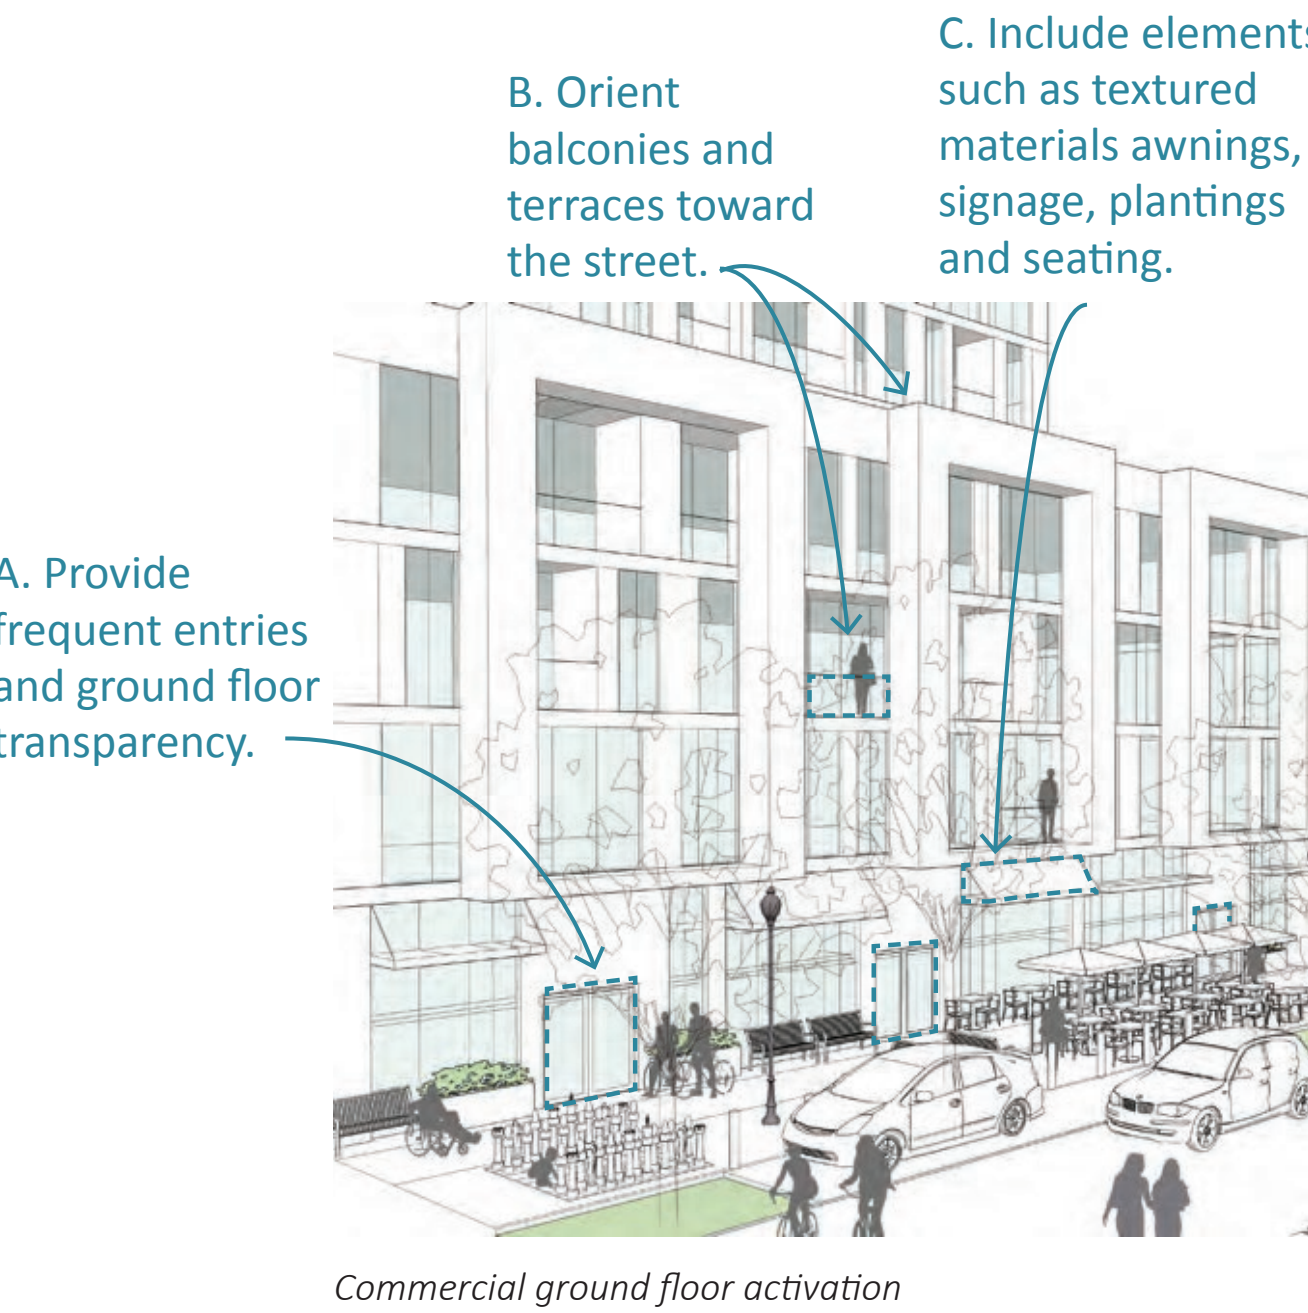 C. Include elements
such as textured
materials awnings,
signage, plantings
and seating.
B. Orient
balconies and
terraces toward
the street.
A. Provide
frequent entries
and ground floor
transparency.
Commercial ground floor activation